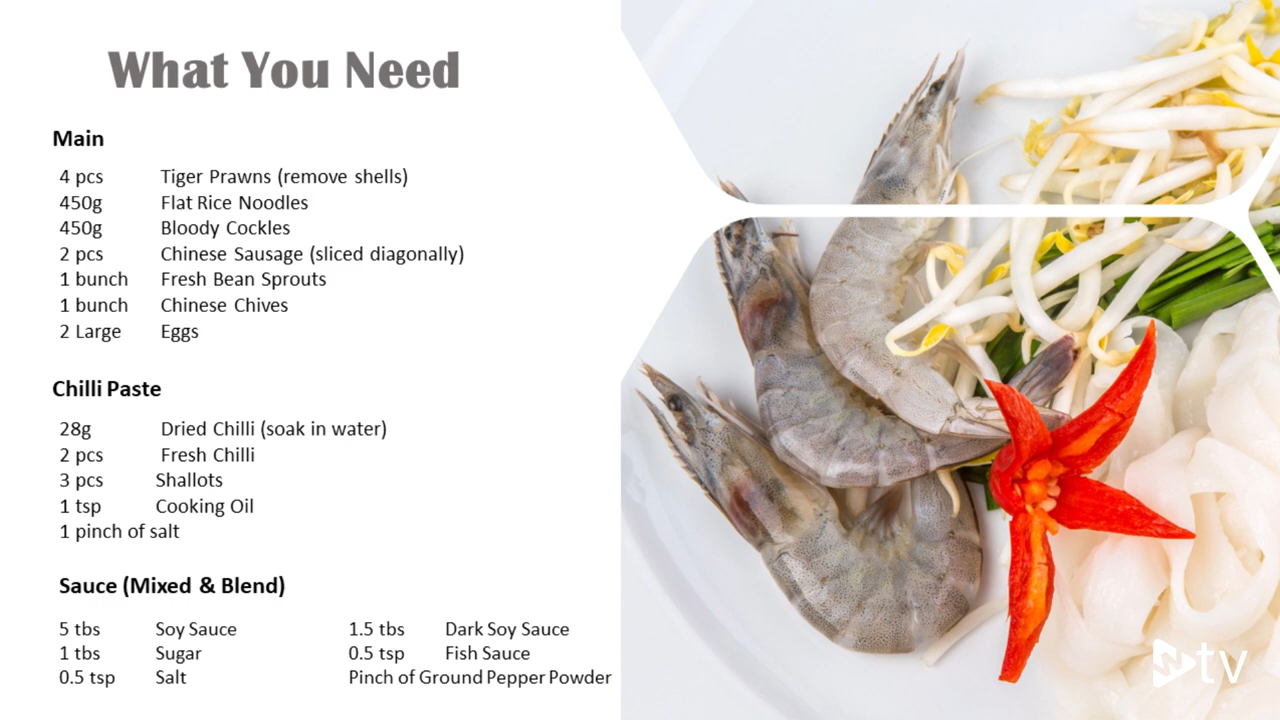 What You Need
Main
4 pcs Tiger Prawns (remove shells)
450g Flat Rice Noodles
450g Bloody Cockles
2 pcs Chinese Sausage (sliced diagonally)
1 bunch Fresh Bean Sprouts
1 bunch Chinese Chives
2 Large Eggs
Chilli Paste
28g Dried Chilli (soak in water)
2 pcs Fresh Chilli
3 pcs Shallots
1 tsp Cooking Oil
1 pinch of salt
Sauce (Mixed & Blend)
5 tbs Soy Sauce 1.5 tbs Dark Soy Sauce
1 tbs Sugar 0.5 tsp Fish Sauce
0.5 tsp Salt Pinch of Ground Pepper Powder
N tv